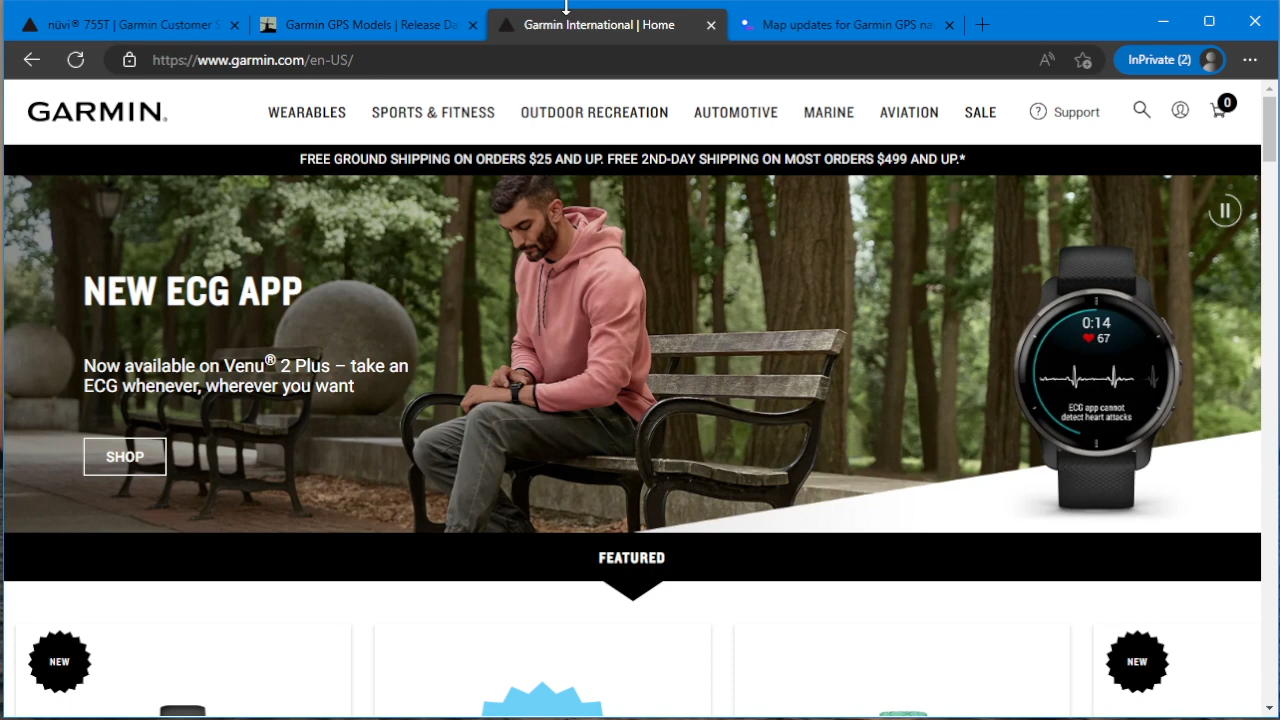 nüvi® 755T | Garmin Customer S
Garmin GPS Models | Release Da
Garmin International | Home
Map updates for Garmin GPS na
https://www.garmin.com/en-US/
InPrivate (2)
GARMIN.
WEARABLES
SPORTS & FITNESS
OUTDOOR RECREATION
AUTOMOTIVE
MARINE
AVIATION
SALE
Support
0
FREE GROUND SHIPPING ON ORDERS $25 AND UP. FREE 2ND-DAY SHIPPING ON MOST ORDERS $499 AND UP.*
NEW ECG APP
Now available on Venu® 2 Plus – take an
ECG whenever, wherever you want
SHOP
0:14
67
ECG app cannot
detect heart attacks
FEATURED
NEW
NEW